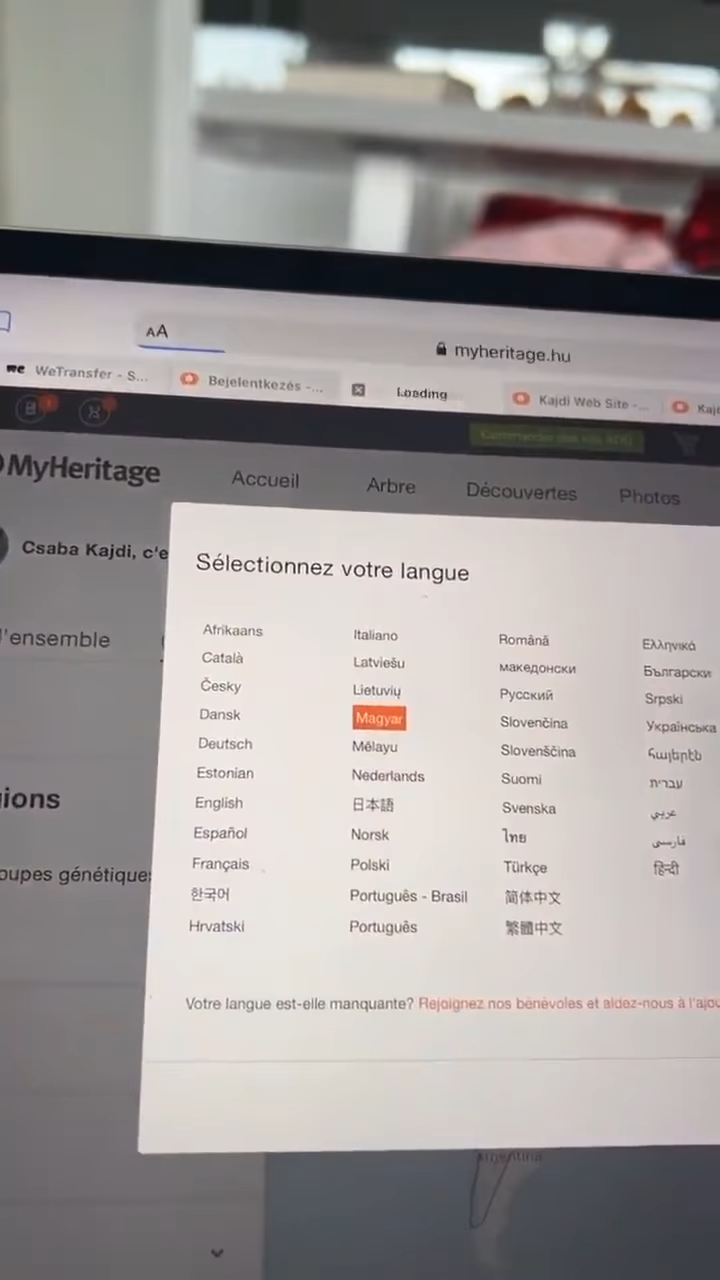 AA
myheritage.hu
WeTransfer - S...
Bejelentkezés -...
Loading
Kajdi Web Site -...
MyHeritage
Accueil
Arbre
Découvertes
Photos
Csaba Kajdi, c'e
Sélectionnez votre langue
l'ensemble
ions
oupes génétique
Afrikaans
Català
Česky
Dansk
Deutsch
Estonian
English
Español
Français
한국어
Hrvatski
Italiano
Latviešu
Lietuvių
Magyar
Mělayu
Nederlands
日本語
Norsk
Polski
Português - Brasil
Português
Română
македонски
Русский
Slovenčina
Slovenščina
Suomi
Svenska
ไทย
Türkçe
简体中文
繁體中文
Ελληνικά
Български
Srpski
Українська
Հայերեն
עברית
عربي
فارسی
हिन्दी
Votre langue est-elle manquante? Rejoignez nos bénévoles et aidez-nous à l'ajou
Argentina